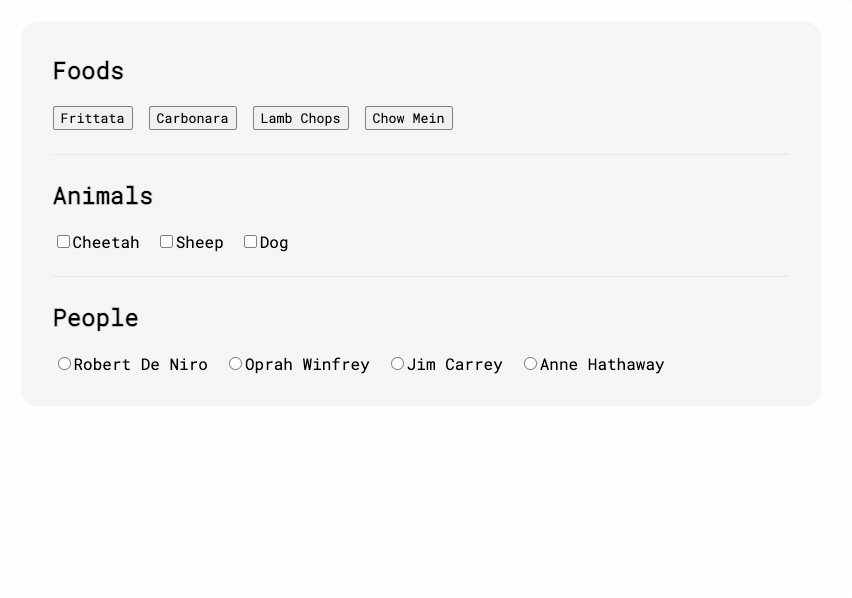 Foods
Frittata Carbonara Lamb Chops Chow Mein
Animals
Cheetah Sheep Dog
People
Robert De Niro Oprah Winfrey Jim Carrey Anne Hathaway